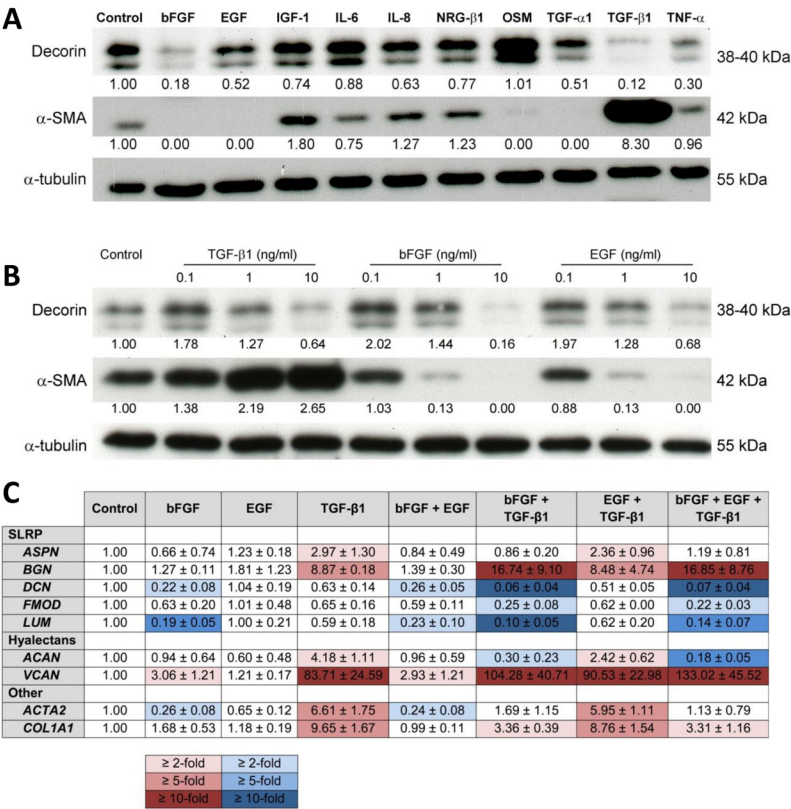 A
Control bFGF EGF IGF-1 IL-6 IL-8 NRG-β1 OSM TGF-α1 TGF-β1 TNF-α
Decorin 38-40 kDa
1.00 0.18 0.52 0.74 0.88 0.63 0.77 1.01 0.51 0.12 0.30
α-SMA 42 kDa
1.00 0.00 0.00 1.80 0.75 1.27 1.23 0.00 0.00 8.30 0.96
α-tubulin 55 kDa
B
Control TGF-β1 (ng/ml) bFGF (ng/ml) EGF (ng/ml)
0.1 1 10 0.1 1 10 0.1 1 10
Decorin 38-40 kDa
1.00 1.78 1.27 0.64 2.02 1.44 0.16 1.97 1.28 0.68
α-SMA 42 kDa
1.00 1.38 2.19 2.65 1.03 0.13 0.00 0.88 0.13 0.00
α-tubulin 55 kDa
C
Control bFGF EGF TGF-β1 bFGF + EGF bFGF + TGF-β1 EGF + TGF-β1 bFGF + EGF + TGF-β1
SLRP
ASPN 1.00 0.66 ± 0.74 1.23 ± 0.18 2.97 ± 1.30 0.84 ± 0.49 0.86 ± 0.20 2.36 ± 0.96 1.19 ± 0.81
BGN 1.00 1.27 ± 0.11 1.81 ± 1.23 8.87 ± 0.18 1.39 ± 0.30 16.74 ± 9.10 8.48 ± 4.74 16.85 ± 8.76
DCN 1.00 0.22 ± 0.08 1.04 ± 0.19 0.63 ± 0.14 0.26 ± 0.05 0.06 ± 0.04 0.51 ± 0.05 0.07 ± 0.04
FMOD 1.00 0.63 ± 0.20 1.01 ± 0.48 0.65 ± 0.16 0.59 ± 0.11 0.25 ± 0.08 0.62 ± 0.00 0.22 ± 0.03
LUM 1.00 0.19 ± 0.05 1.00 ± 0.21 0.59 ± 0.18 0.23 ± 0.10 0.10 ± 0.05 0.62 ± 0.20 0.14 ± 0.07
Hyalectans
ACAN 1.00 0.94 ± 0.64 0.60 ± 0.48 4.18 ± 1.11 0.96 ± 0.59 0.30 ± 0.23 2.42 ± 0.62 0.18 ± 0.05
VCAN 1.00 3.06 ± 1.21 1.21 ± 0.17 83.71 ± 24.59 2.93 ± 1.21 104.28 ± 40.71 90.53 ± 22.98 133.02 ± 45.52
Other
ACTA2 1.00 0.26 ± 0.08 0.65 ± 0.12 6.61 ± 1.75 0.24 ± 0.08 1.69 ± 1.15 5.95 ± 1.11 1.13 ± 0.79
COL1A1 1.00 1.68 ± 0.53 1.18 ± 0.19 9.65 ± 1.67 0.99 ± 0.11 3.36 ± 0.39 8.76 ± 1.54 3.31 ± 1.16
≥ 2-fold ≥ 2-fold
≥ 5-fold ≥ 5-fold
≥ 10-fold ≥ 10-fold